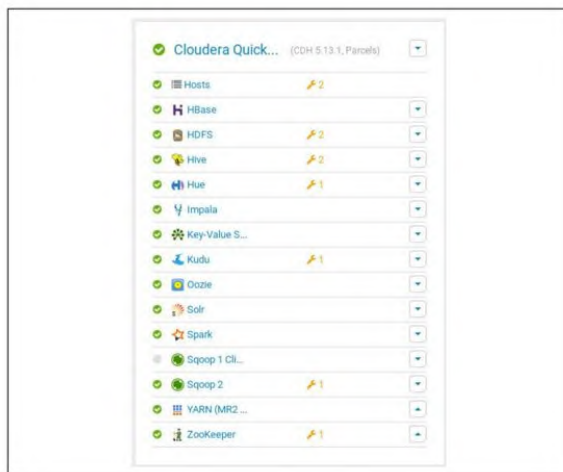 Cloudera Quick... (CDH 5.13.1, Parcels)
Hosts 2
HBase
HDFS 2
Hive 2
Hue 1
Impala
Key-Value S...
Kudu 1
Oozie
Solr
Spark
Sqoop 1 Cli...
Sqoop 2 1
YARN (MR2 ...
ZooKeeper 1